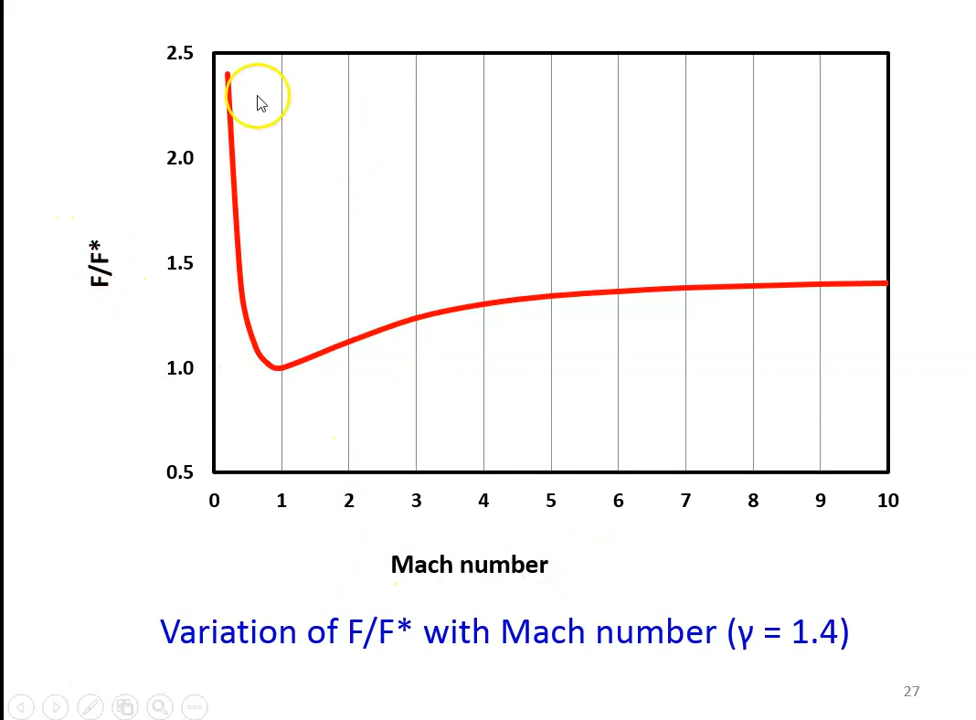 2.5
2.0
1.5
1.0
0.5
F/F*
0 1 2 3 4 5 6 7 8 9 10
Mach number
Variation of F/F* with Mach number (γ = 1.4)
27